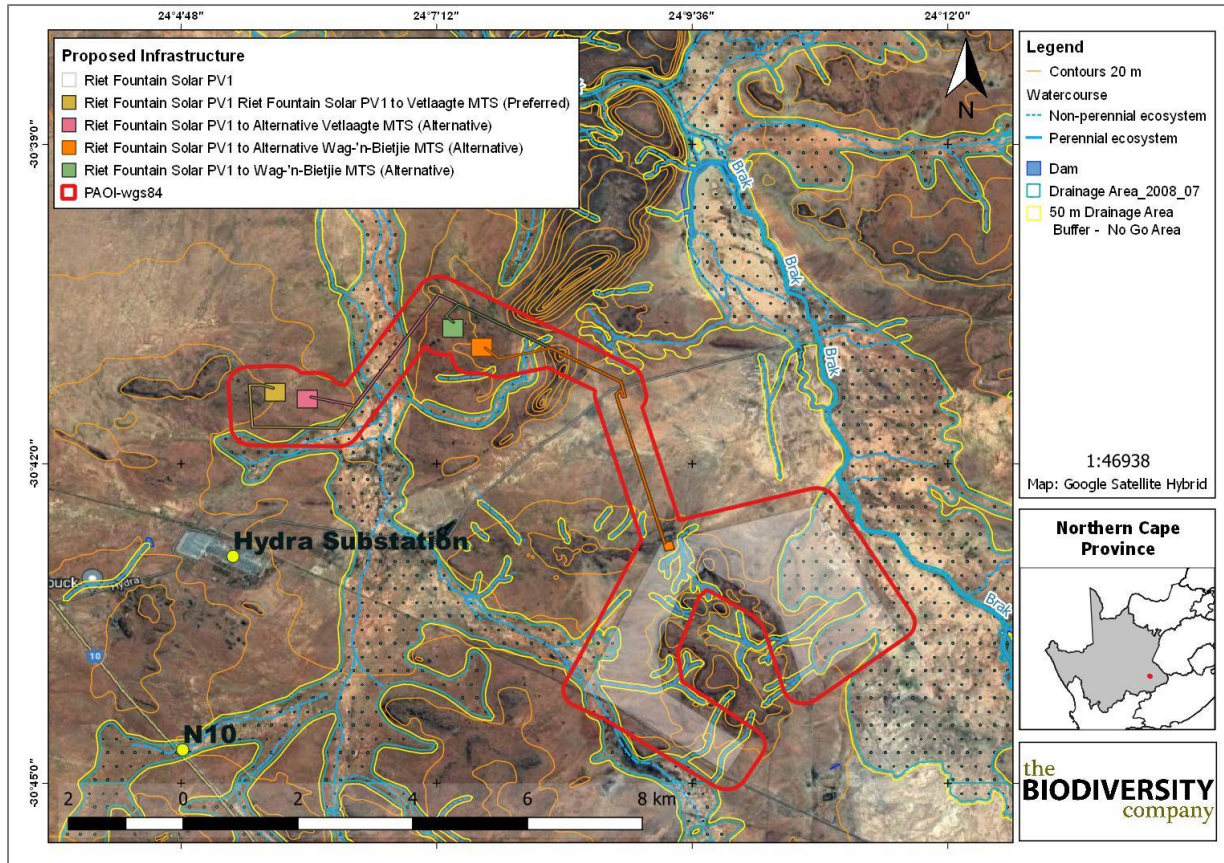 24°4'48"
24°7'12"
24°9'36"
24°12'0"
-30°39'0"
-30°42'0"
-30°45'0"
Proposed Infrastructure
Riet Fountain Solar PV1
Riet Fountain Solar PV1 Riet Fountain Solar PV1 to Vetlaagte MTS (Preferred)
Riet Fountain Solar PV1 to Alternative Vetlaagte MTS (Alternative)
Riet Fountain Solar PV1 to Alternative Wag-'n-Bietjie MTS (Alternative)
Riet Fountain Solar PV1 to Wag-'n-Bietjie MTS (Alternative)
PAOI-wgs84
N
Brak
Brak
Brak
Hydra Substation
buck
Hydra
10
N10
2
0
2
4
6
8 km
Legend
Contours 20 m
Watercourse
Non-perennial ecosystem
Perennial ecosystem
Dam
Drainage Area_2008_07
50 m Drainage Area
Buffer - No Go Area
1:46938
Map: Google Satellite Hybrid
Northern Cape
Province
the
BIODIVERSITY
company